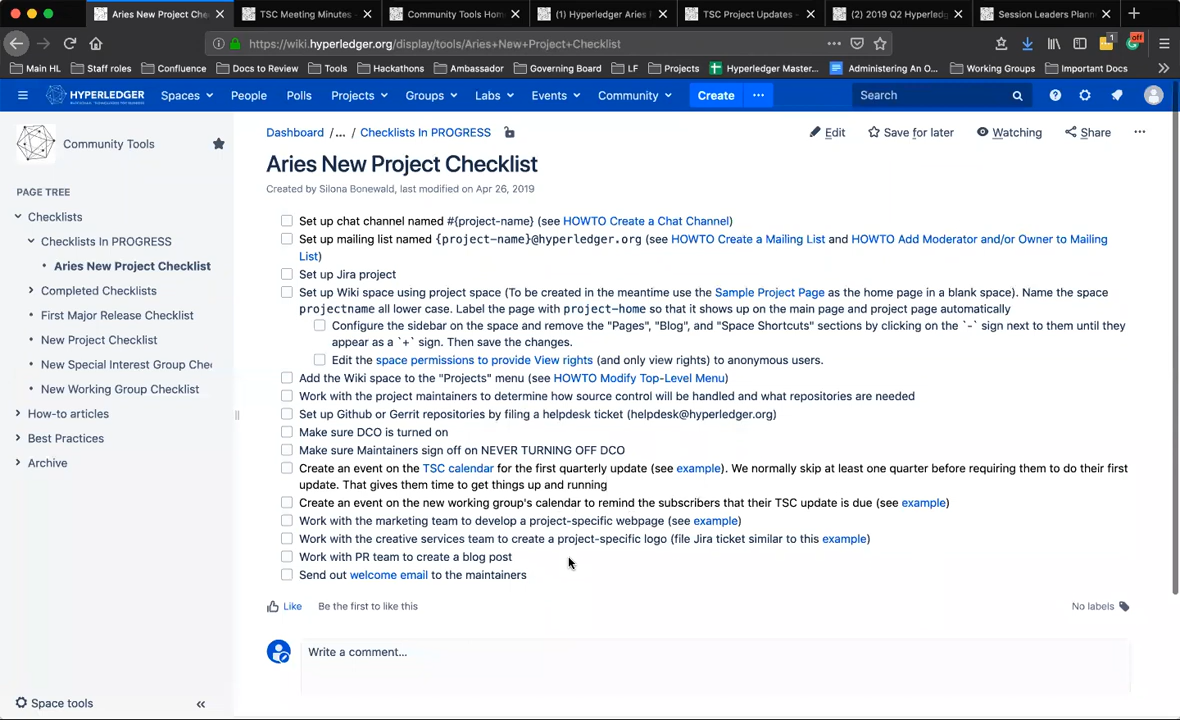 Aries New Project Che
TSC Meeting Minutes -
Community Tools Hom
(1) Hyperledger Aries
TSC Project Updates -
(2) 2019 Q2 Hyperledg
Session Leaders Plann
https://wiki.hyperledger.org/display/tools/Aries+New+Project+Checklist
1
off
Main HL
Staff roles
Confluence
Docs to Review
Tools
Hackathons
Ambassador
Governing Board
LF
Projects
Hyperledger Master...
Administering An O...
Working Groups
Important Docs
HYPERLEDGER
Spaces
People
Polls
Projects
Groups
Labs
Events
Community
Create
Search
Community Tools
PAGE TREE
Checklists
Checklists In PROGRESS
Aries New Project Checklist
Completed Checklists
First Major Release Checklist
New Project Checklist
New Special Interest Group Che
New Working Group Checklist
How-to articles
Best Practices
Archive
Space tools
Dashboard /... / Checklists In PROGRESS
Edit
Save for later
Watching
Share
Aries New Project Checklist
Created by Silona Bonewald, last modified on Apr 26, 2019
Set up chat channel named #{project-name} (see HOWTO Create a Chat Channel)
Set up mailing list named {project-name}@hyperledger.org (see HOWTO Create a Mailing List and HOWTO Add Moderator and/or Owner to Mailing
List)
Set up Jira project
Set up Wiki space using project space (To be created in the meantime use the Sample Project Page as the home page in a blank space). Name the space
projectname all lower case. Label the page with project-home so that it shows up on the main page and project page automatically
Configure the sidebar on the space and remove the "Pages", "Blog", and "Space Shortcuts" sections by clicking on the `-` sign next to them until they
appear as a `+` sign. Then save the changes.
Edit the space permissions to provide View rights (and only view rights) to anonymous users.
Add the Wiki space to the "Projects" menu (see HOWTO Modify Top-Level Menu)
Work with the project maintainers to determine how source control will be handled and what repositories are needed
Set up Github or Gerrit repositories by filing a helpdesk ticket (helpdesk@hyperledger.org)
Make sure DCO is turned on
Make sure Maintainers sign off on NEVER TURNING OFF DCO
Create an event on the TSC calendar for the first quarterly update (see example). We normally skip at least one quarter before requiring them to do their first
update. That gives them time to get things up and running
Create an event on the new working group's calendar to remind the subscribers that their TSC update is due (see example)
Work with the marketing team to develop a project-specific webpage (see example)
Work with the creative services team to create a project-specific logo (file Jira ticket similar to this example)
Work with PR team to create a blog post
Send out welcome email to the maintainers
Like
Be the first to like this
No labels
Write a comment...